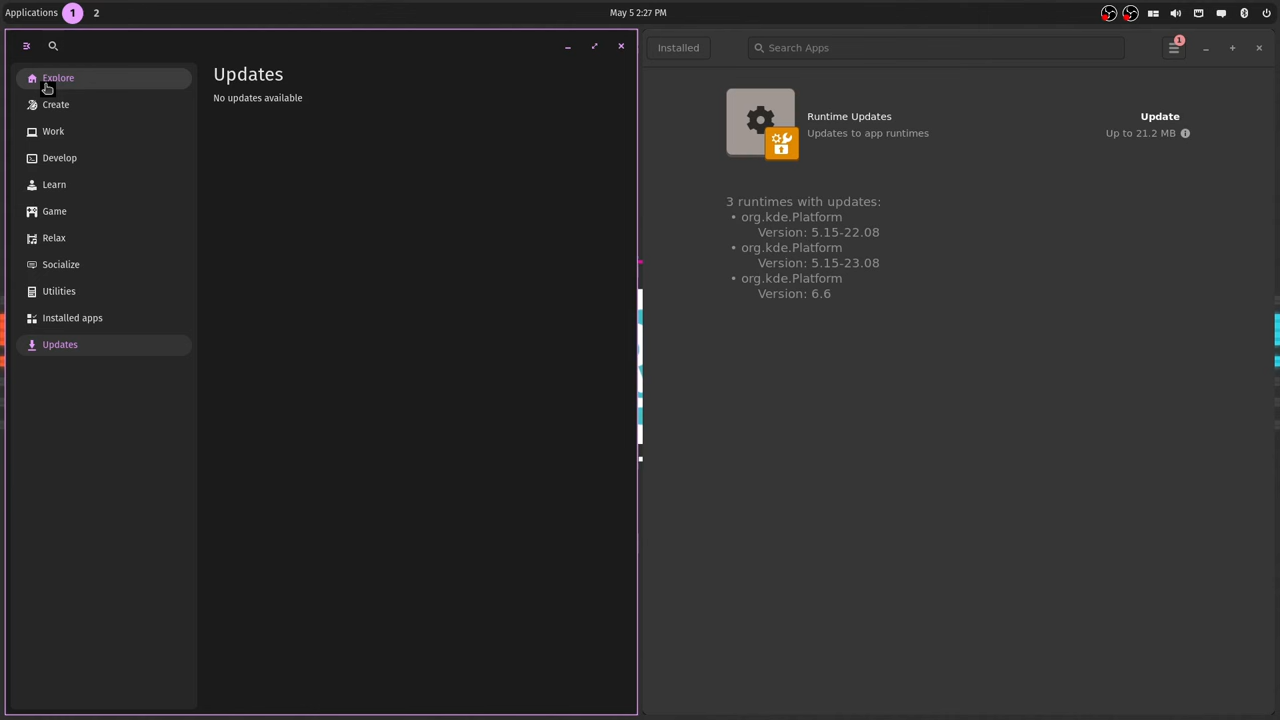 Applications 1 2
May 5 2:27 PM
Explore
Create
Work
Develop
Learn
Game
Relax
Socialize
Utilities
Installed apps
Updates
Updates
No updates available
Installed
Search Apps
1
Runtime Updates
Updates to app runtimes
Update
Up to 21.2 MB
3 runtimes with updates:
• org.kde.Platform
Version: 5.15-22.08
• org.kde.Platform
Version: 5.15-23.08
• org.kde.Platform
Version: 6.6